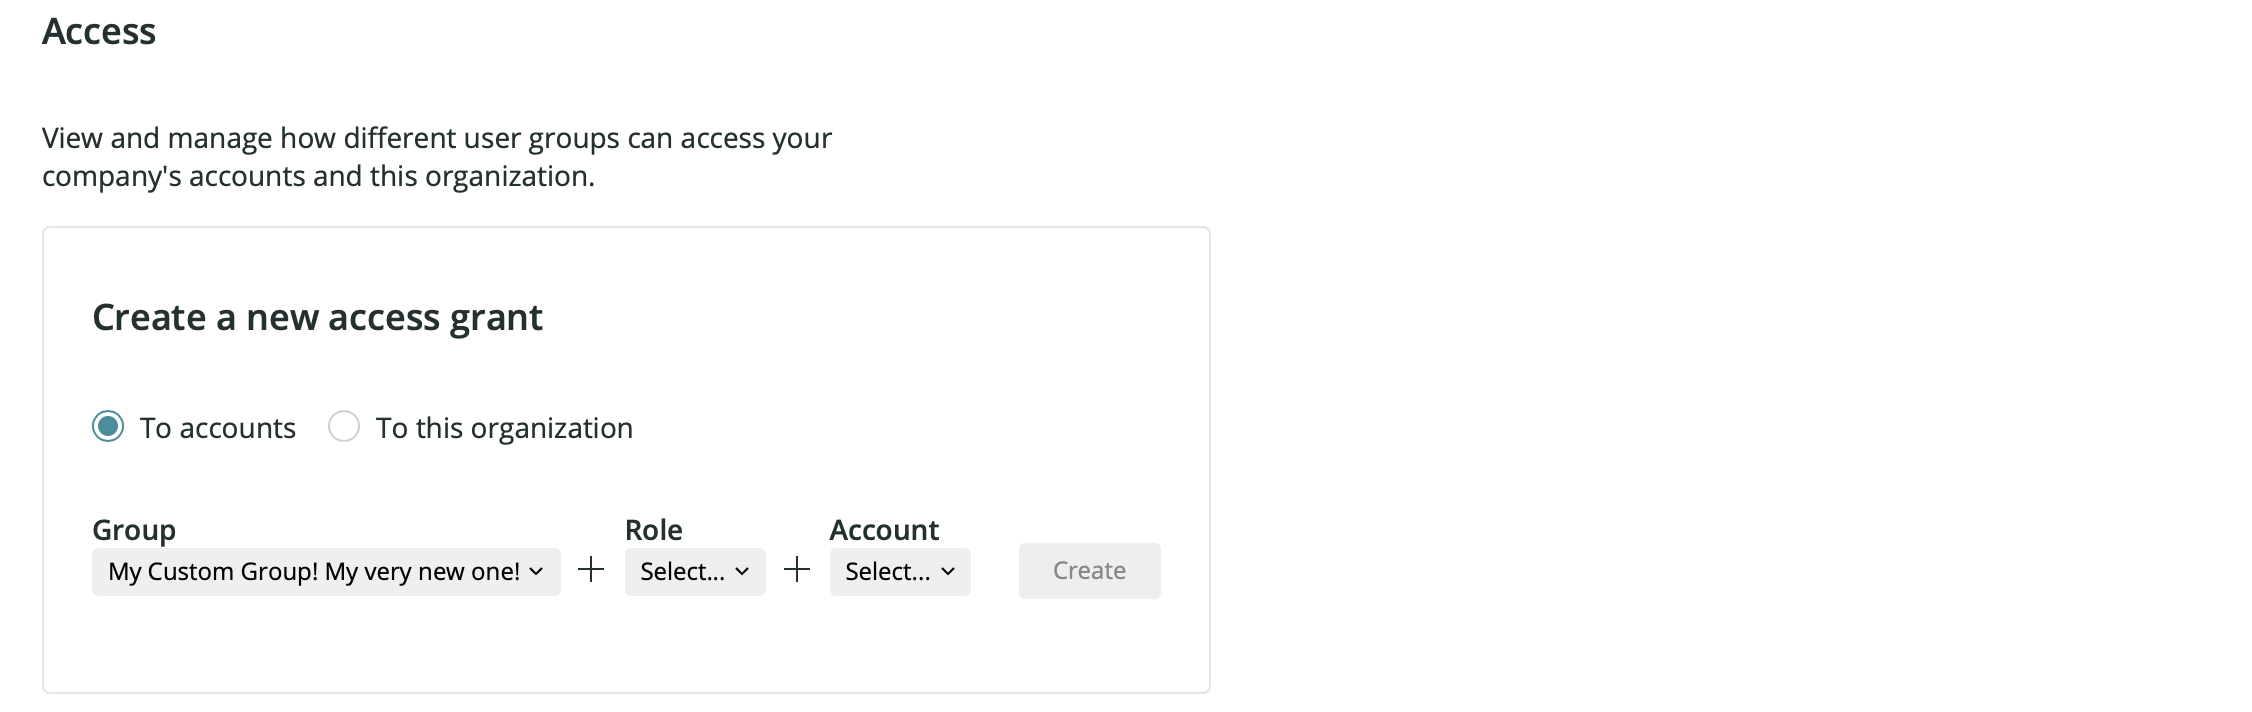 Access
View and manage how different user groups can access your
company's accounts and this organization.
Create a new access grant
To accounts To this organization
Group Role Account
My Custom Group! My very new one! + Select... + Select... Create